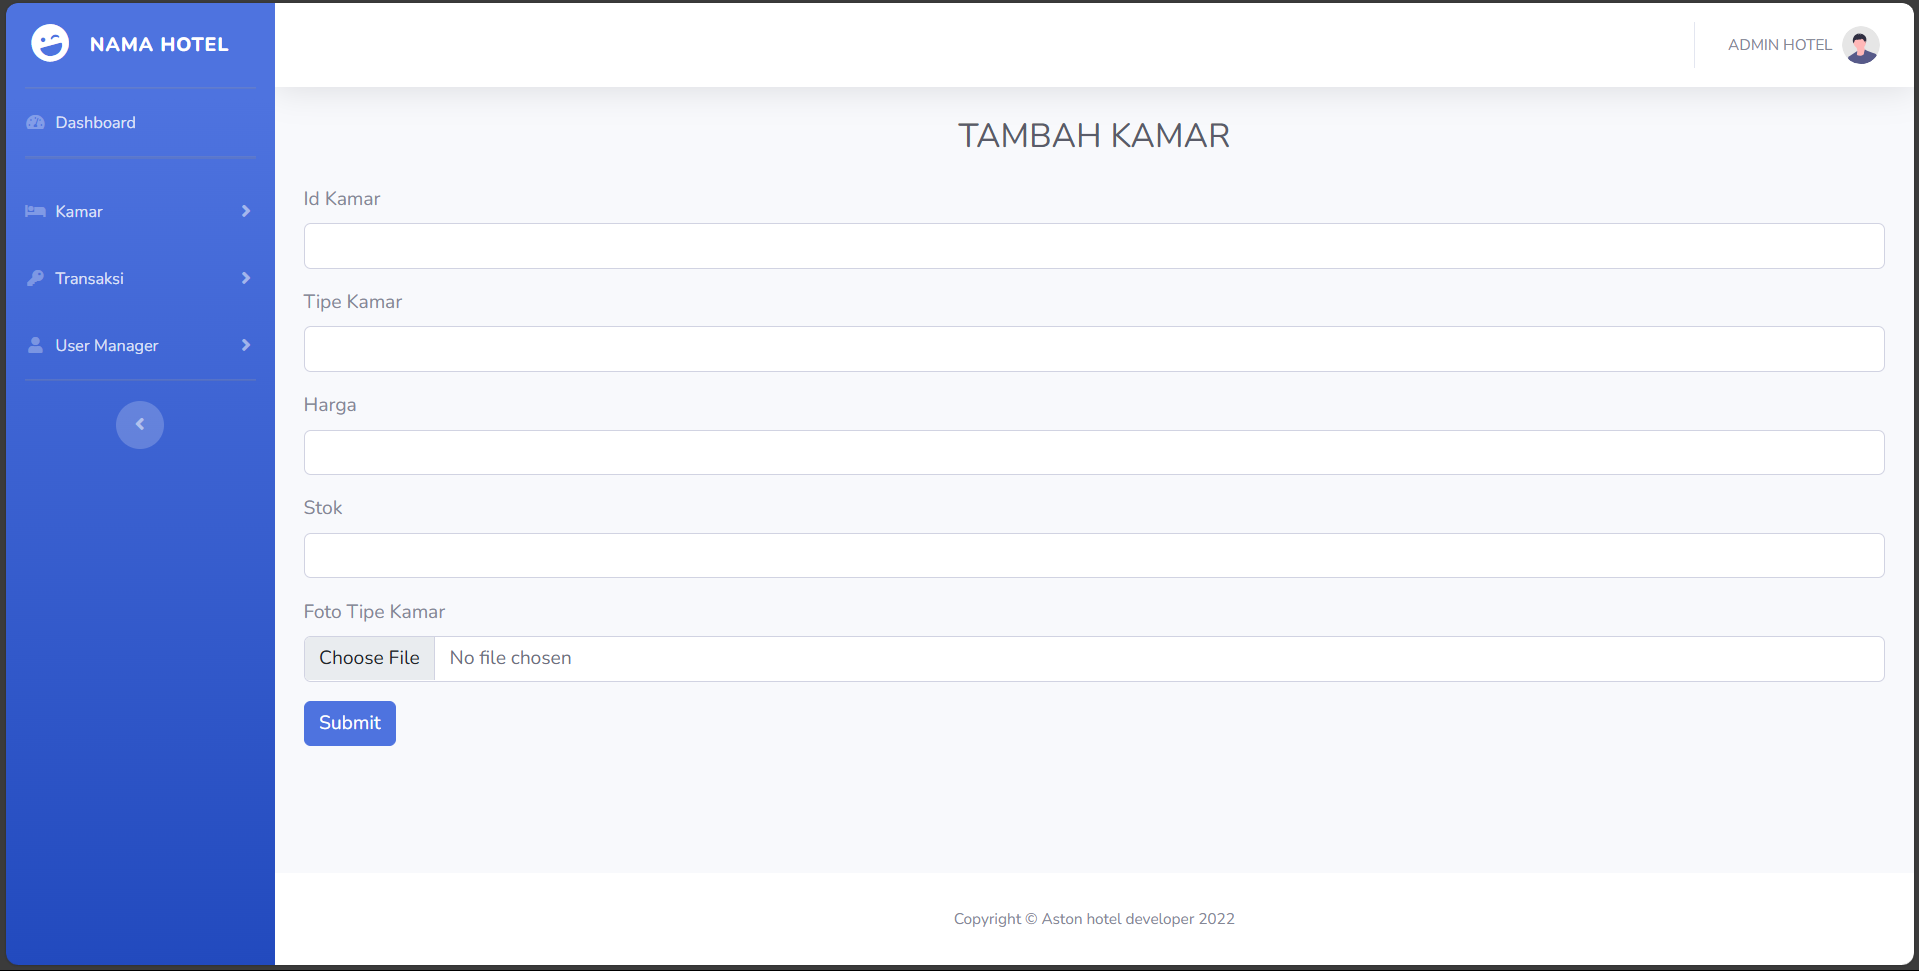 NAMA HOTEL
Dashboard
Kamar
Transaksi
User Manager
ADMIN HOTEL
TAMBAH KAMAR
Id Kamar
Tipe Kamar
Harga
Stok
Foto Tipe Kamar
Choose File No file chosen
Submit
Copyright © Aston hotel developer 2022